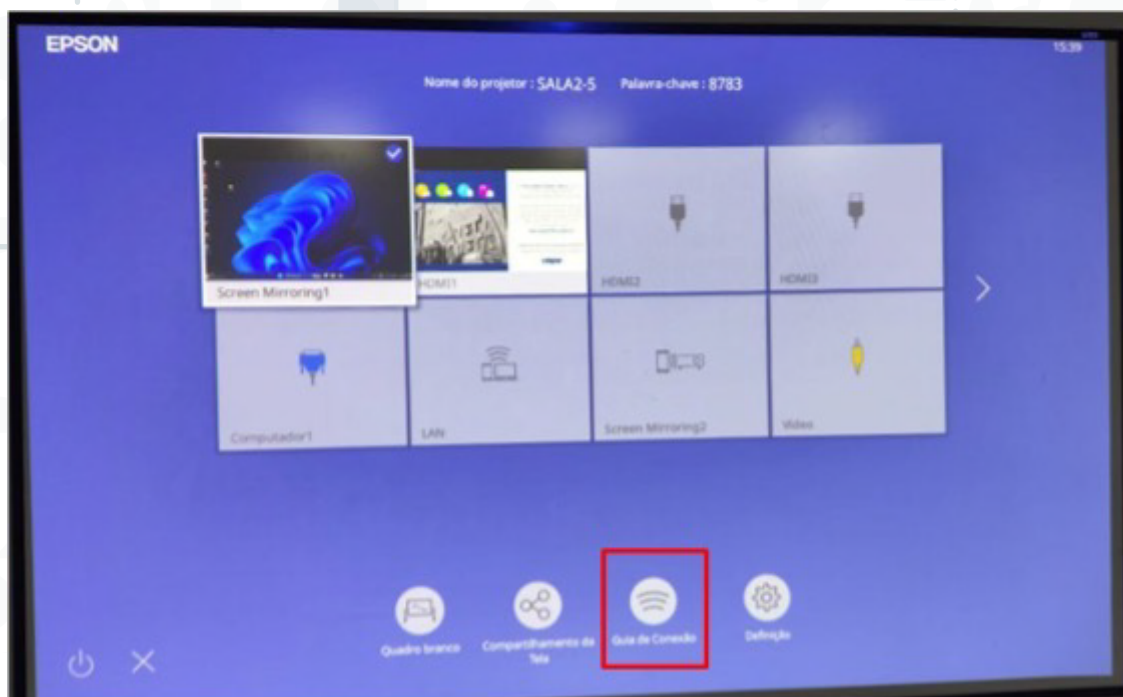 EPSON
15:39
Nome do projetor : SALA2-5 Palavra-chave : 8783
Screen Mirroring1
HDMI1
HDMI2
HDMI3
Computador1
LAN
Screen Mirroring2
Vídeo
Quadro branco
Compartilhamento da
Tela
Guia de Conexão
Definição